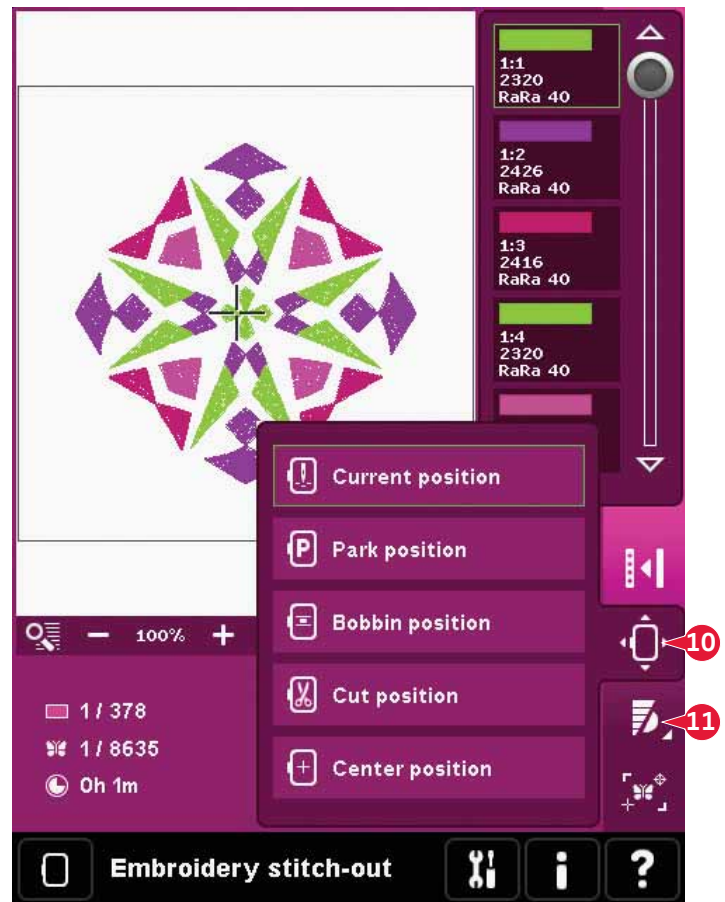 1:1
2320
RaRa 40
1:2
2426
RaRa 40
1:3
2416
RaRa 40
1:4
2320
RaRa 40
Current position
P Park position
Bobbin position
Cut position
Center position
100%
10
11
1 / 378
1 / 8635
0h 1m
Embroidery stitch-out
i
?